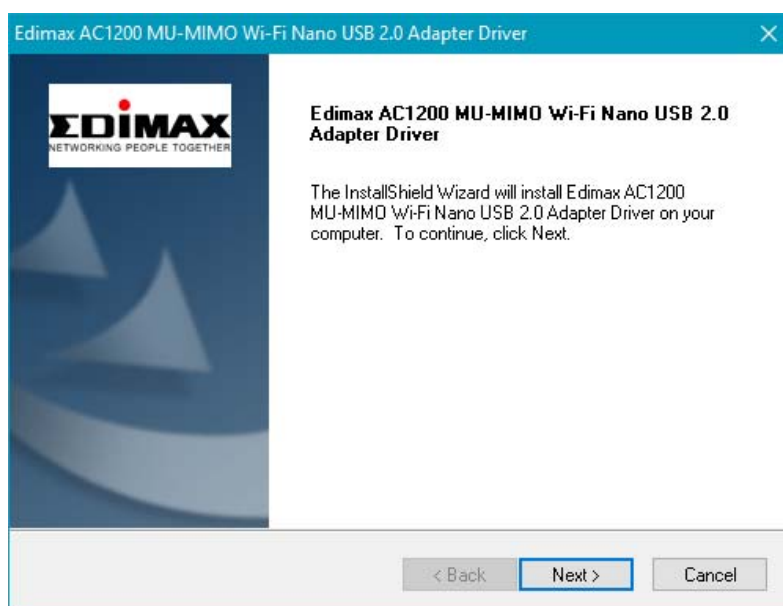 Edimax AC1200 MU-MIMO Wi-Fi Nano USB 2.0 Adapter Driver
EDiMAX
NETWORKING PEOPLE TOGETHER
Edimax AC1200 MU-MIMO Wi-Fi Nano USB 2.0
Adapter Driver
The InstallShield Wizard will install Edimax AC1200
MU-MIMO Wi-Fi Nano USB 2.0 Adapter Driver on your
computer. To continue, click Next.
< Back
Next >
Cancel